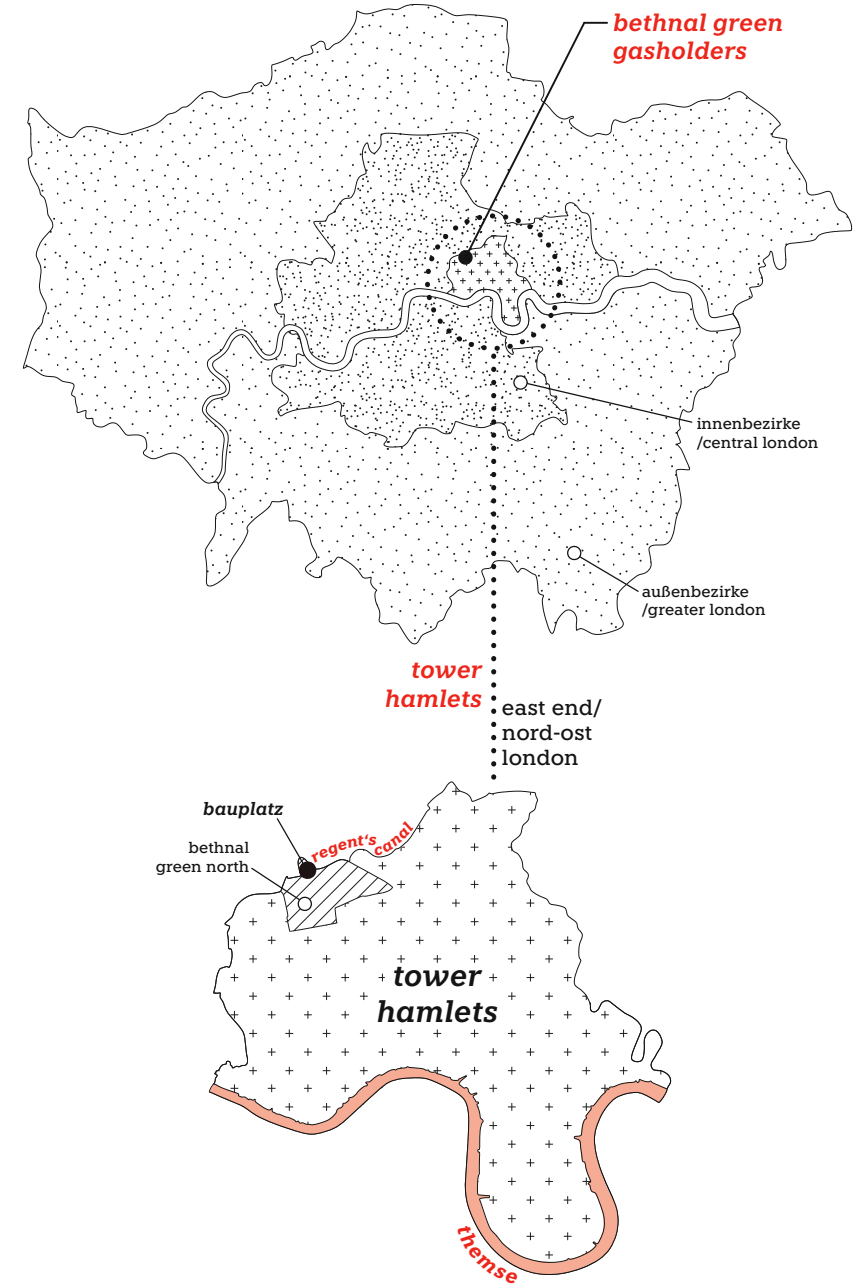 bethnal green
gasholders
innenbezirke
/central london
außenbezirke
/greater london
tower
hamlets
east end/
nord-ost
london
bauplatz
regent‘s
canal
bethnal
green north
tower
hamlets
themse